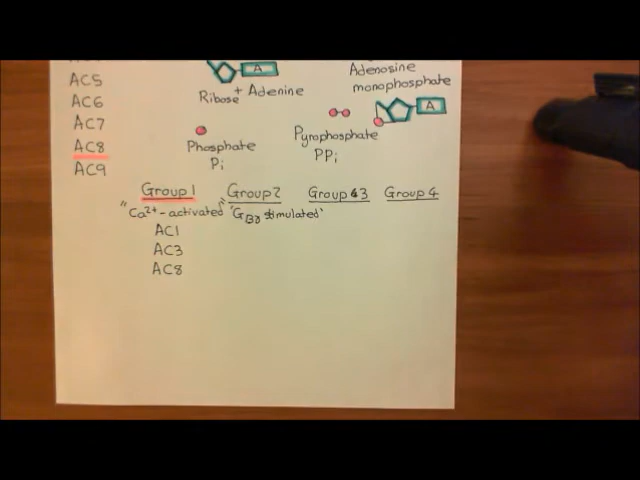 AC5
AC6
AC7
AC8
AC9
A
Ribose + Adenine
Adenosine
monophosphate
A
Phosphate
Pi
Pyrophosphate
PPi
Group 1 Group 2 Group 3 Group 4
"Ca²⁺-activated" 'Gβγ stimulated'
AC1
AC3
AC8